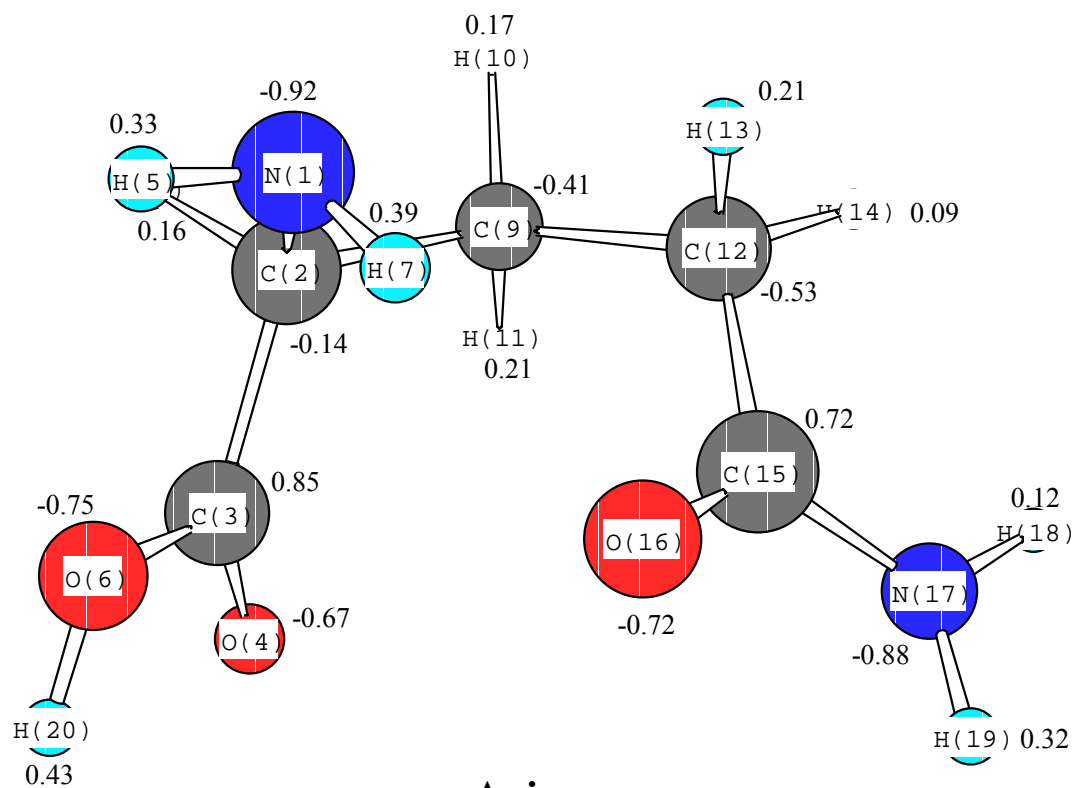 0.17
H(10)
-0.92
0.21
0.33
H(13)
H(5)
N(1)
0.39
-0.41
H(14) 0.09
0.16
C(9)
C(12)
C(2)
H(7)
-0.53
-0.14
H(11)
0.21
0.72
C(15)
0.85
-0.75
C(3)
0.12
H(18)
O(16)
O(6)
N(17)
-0.67
-0.72
O(4)
-0.88
H(20)
H(19) 0.32
0.43